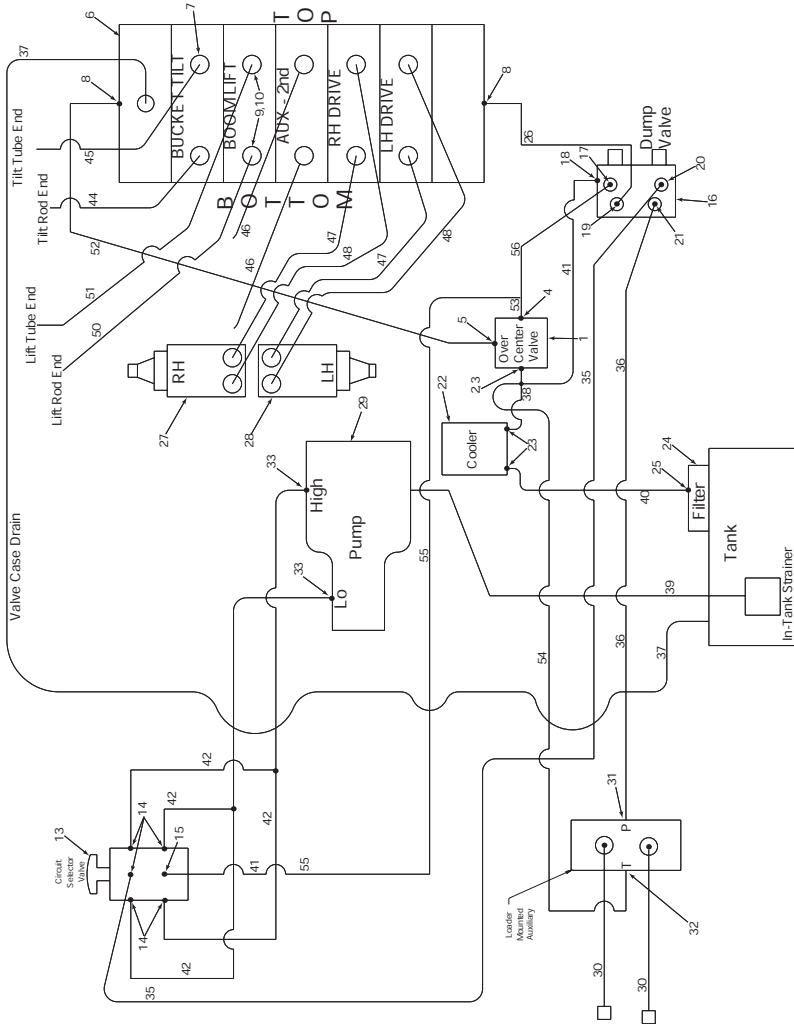 TOP
BOTTOM
6
7
37
8
8
BUCKET TILT
BOOM LIFT
AUX - 2nd
RH DRIVE
LH DRIVE
9,10
Tilt Tube End
45
Tilt Rod End
44
52
46
46
47
48
47
48
Lift Tube End
51
50
Lift Rod End
26
17
18
Dump
Valve
20
16
19
21
56
41
53
4
5
Over
Center
Valve
1
2,3
38
35
36
RH
LH
27
28
29
22
Cooler
23
24
25
Filter
40
Tank
33
High
Pump
33
Lo
55
39
In-Tank Strainer
Valve Case Drain
54
36
37
42
13
Circuit
Selector
Valve
14
42
15
42
41
55
14
42
35
31
P
T
Loader
Mounted
Auxiliary
32
30
30